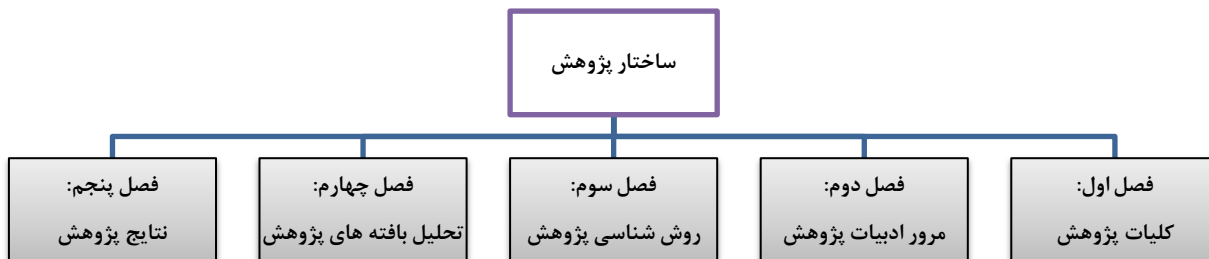 ساختار پژوهش
فصل اول:
کلیات پژوهش
فصل دوم:
مرور ادبیات پژوهش
فصل سوم:
روش شناسی پژوهش
فصل چهارم:
تحلیل بافته های پژوهش
فصل پنجم:
نتایج پژوهش